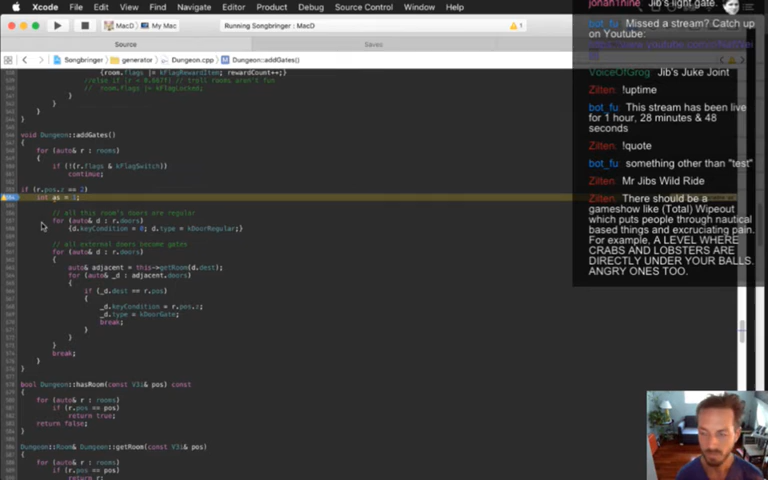 Xcode File Edit View Find Navigate Editor Product Debug Source Control Window
MacD My Mac Running Songbringer : MacD 1
Source Saved
Songbringer generator Dungeon.cpp Dungeon::addGates()
{room.flags |= kFlagRewardItem; rewardCount++;}
}
}
}
void Dungeon::addGates()
{
for (auto& r : rooms)
{
if (!(r.flags & kFlagSwitch))
continue;
if (r.pos.z == 2)
// all this room's doors are regular
for (auto& d : r.doors)
{d.keyCondition = 0; d.type = kDoorRegular;}
// all external doors become gates
for (auto& d : r.doors)
{
auto& adjacent = this->getRoom(d.dest);
for (auto& _d : adjacent.doors)
{
if (_d.dest == r.pos)
{
_d.keyCondition = r.pos.z;
_d.type = kDoorGate;
break;
}
}
}
break;
}
}
bool Dungeon::hasRoom(const V3i& pos) const
{
for (auto& r : rooms)
if (r.pos == pos)
return true;
return false;
}
Dungeon::Room& Dungeon::getRoom(const V3i& pos)
{
for (auto& r : rooms)
if (r.pos == pos)
return r;
jonah1nine Jib's light gate.
bot_fu Missed a stream? Catch up
on Youtube:
VoiceOfGrog Jib's Juke Joint
Zilten: !uptime
bot_fu: This stream has been live
for 1 hour, 28 minutes & 48
seconds
Zilten: !quote
bot_fu: something other than "test"
Zilten: Mr Jibs Wild Ride
Zilten: There should be a
gameshow like (Total) Wipeout
which puts people through nautical
based things and excruciating pain.
For example, A LEVEL WHERE
CRABS AND LOBSTERS ARE
DIRECTLY UNDER YOUR BALLS.
ANGRY ONES TOO.